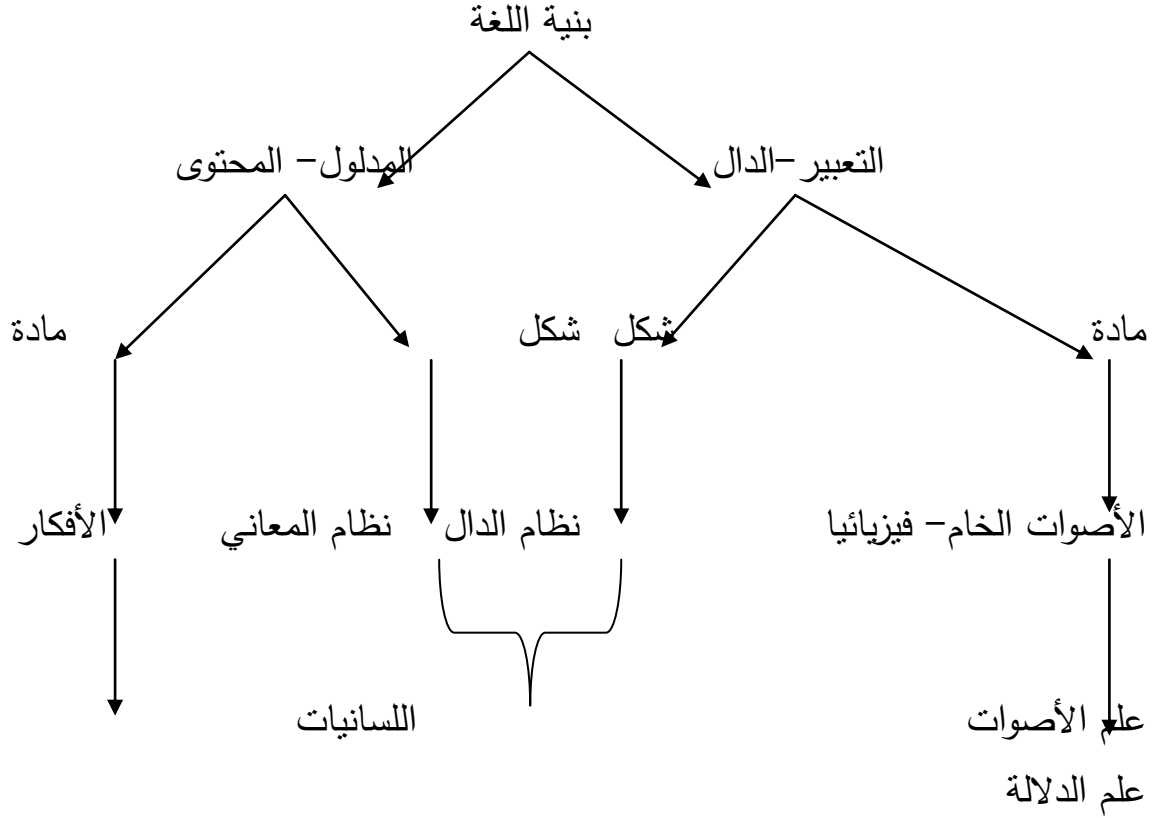 بنية اللغة
التعبير –الدال المدلول– المحتوى
مادة شكل شكل مادة
الأصوات الخام– فيزيائيا نظام الدال نظام المعاني الأفكار
علم الأصوات اللسانيات
علم الدلالة